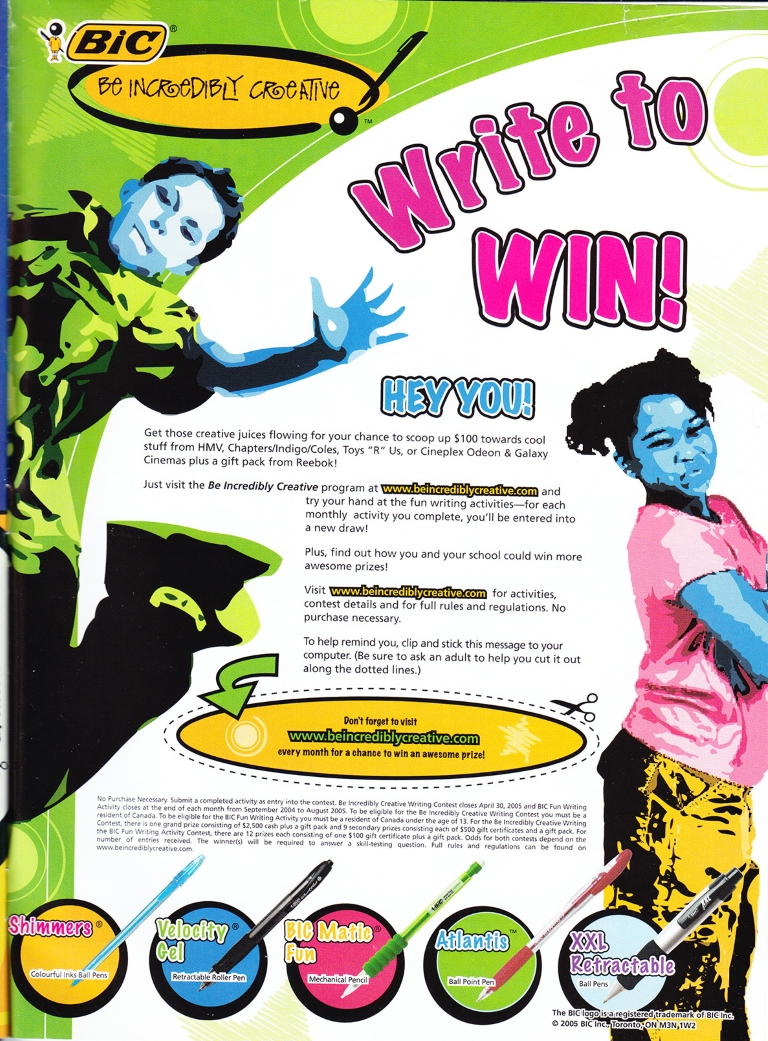 BIC®
BE INCREDIBLY CREATIVE
TM
Write to
WIN!
HEY YOU!
Get those creative juices flowing for your chance to scoop up $100 towards cool
stuff from HMV, Chapters/Indigo/Coles, Toys "R" Us, or Cineplex Odeon & Galaxy
Cinemas plus a gift pack from Reebok!
Just visit the Be Incredibly Creative program at www.beincrediblycreative.com and
try your hand at the fun writing activities—for each
monthly activity you complete, you'll be entered into
a new draw!
Plus, find out how you and your school could win more
awesome prizes!
Visit www.beincrediblycreative.com for activities,
contest details and for full rules and regulations. No
purchase necessary.
To help remind you, clip and stick this message to your
computer. (Be sure to ask an adult to help you cut it out
along the dotted lines.)
Don't forget to visit
www.beincrediblycreative.com
every month for a chance to win an awesome prize!
No Purchase Necessary. Submit a completed activity as entry into the contest. Be Incredibly Creative Writing Contest closes April 30, 2005 and BIC Fun Writing
Activity closes at the end of each month from September 2004 to August 2005. To be eligible for the Be Incredibly Creative Writing Contest you must be a
resident of Canada. To be eligible for the BIC Fun Writing Activity you must be a resident of Canada under the age of 13. For the Be Incredibly Creative Writing
Contest, there is one grand prize consisting of $2,500 cash plus a gift pack and 9 secondary prizes consisting each of $500 gift certificates and a gift pack. For
the BIC Fun Writing Activity Contest, there are 12 prizes each consisting of one $100 gift certificate plus a gift pack. Odds for both contests depend on the
number of entries received. The winner(s) will be required to answer a skill-testing question. Full rules and regulations can be found on
www.beincrediblycreative.com.
Shimmers®
Colourful Inks Ball Pens
Velocity®
Gel
Retractable Roller Pen
BIC Matic®
Fun
Mechanical Pencil
Atlantis™
Ball Point Pen
XXL
Retractable
Ball Pens
The BIC logo is a registered trademark of BIC Inc.
© 2005 BIC Inc., Toronto, ON M3N 1W2